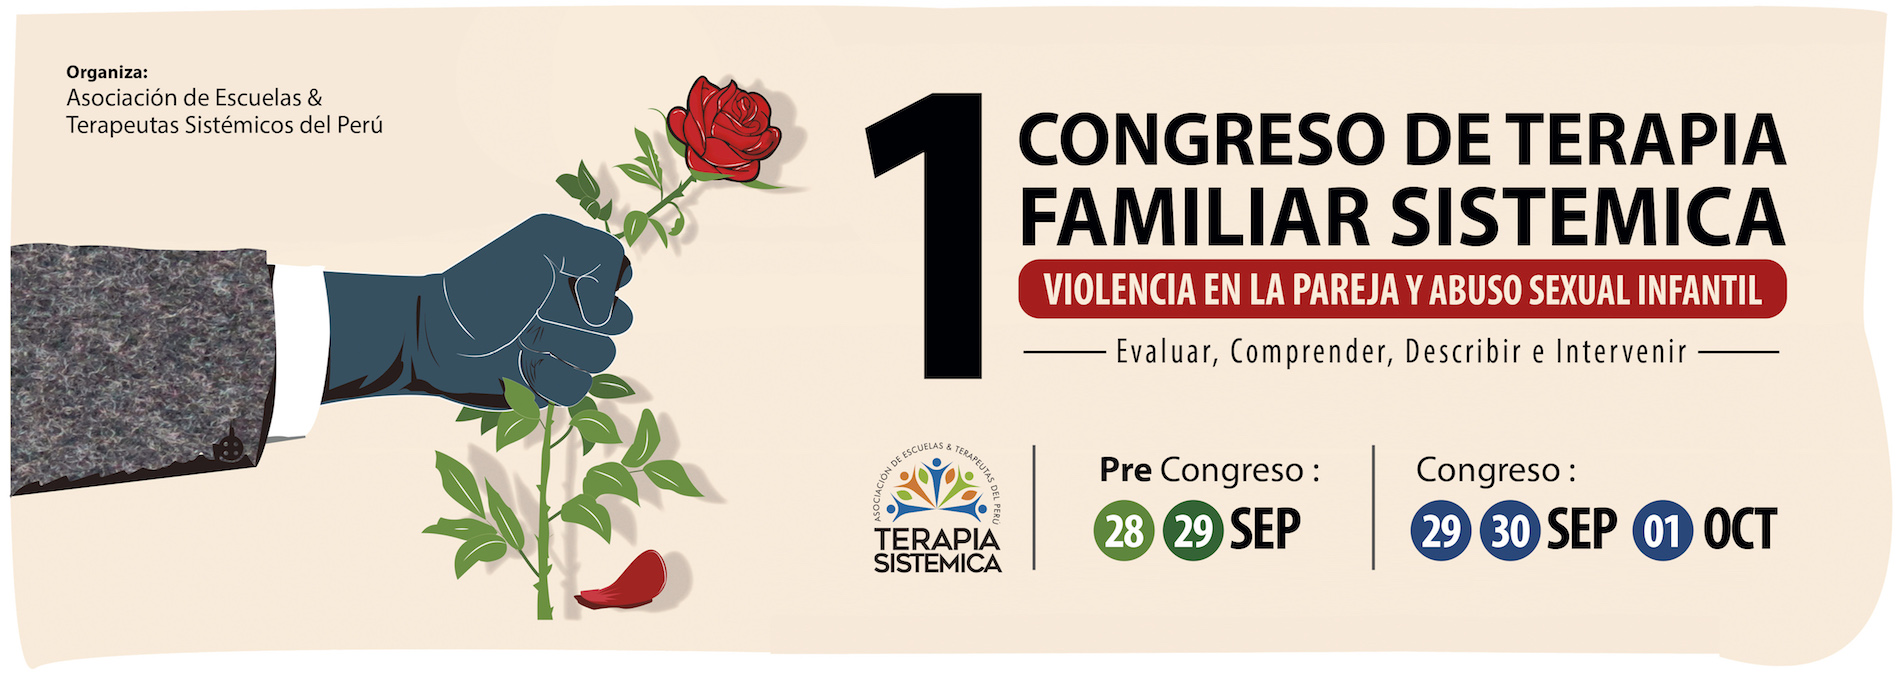 Organiza:
Asociación de Escuelas &
Terapeutas Sistémicos del Perú
1
CONGRESO DE TERAPIA
FAMILIAR SISTEMICA
VIOLENCIA EN LA PAREJA Y ABUSO SEXUAL INFANTIL
Evaluar, Comprender, Describir e Intervenir
ASOCIACIÓN DE ESCUELAS & TERAPEUTAS DEL PERÚ
TERAPIA
SISTEMICA
Pre Congreso :
28 29 SEP
Congreso :
29 30 SEP 01 OCT